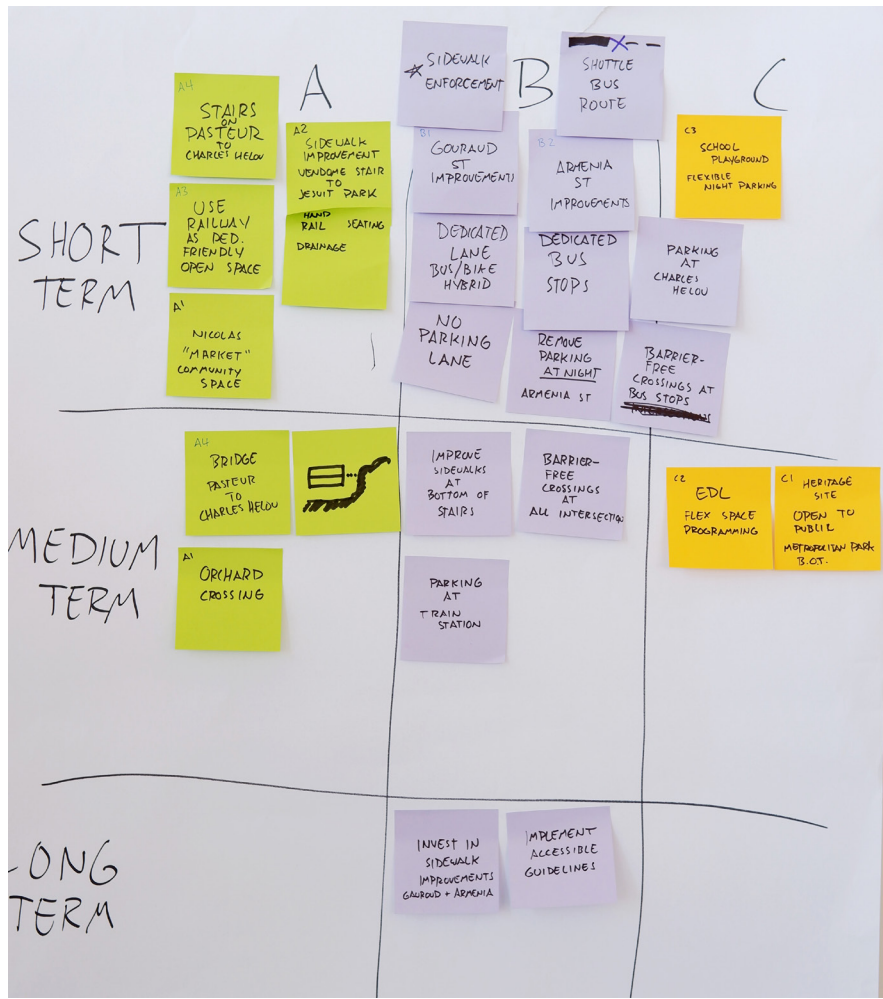 A
B
C
SHORT
TERM
A4
STAIRS
ON
PASTEUR
TO
CHARLES HELOU
A2
SIDEWALK
IMPROVEMENT
VENDOME STAIR
TO
JESUIT PARK
HAND
RAIL SEATING
DRAINAGE
A3
USE
RAILWAY
AS PED.
FRIENDLY
OPEN SPACE
A1
NICOLAS
"MARKET"
COMMUNITY
SPACE
SIDEWALK
ENFORCEMENT
SHUTTLE
BUS
ROUTE
B1
GOURAUD
ST
IMPROVEMENTS
B2
ARMENIA
ST
IMPROVEMENTS
DEDICATED
LANE
BUS/BIKE
HYBRID
DEDICATED
BUS
STOPS
PARKING
AT
CHARLES
HELOU
NO
PARKING
LANE
REMOVE
PARKING
AT NIGHT
ARMENIA ST
BARRIER-
FREE
CROSSINGS AT
BUS STOPS
C3
SCHOOL
PLAYGROUND
FLEXIBLE
NIGHT PARKING
MEDIUM
TERM
A4
BRIDGE
PASTEUR
TO
CHARLES HELOU
A1
ORCHARD
CROSSING
IMPROVE
SIDEWALKS
AT
BOTTOM OF
STAIRS
BARRIER-
FREE
CROSSINGS
AT
ALL INTERSECTION
PARKING
AT
TRAIN
STATION
C2
EDL
FLEX SPACE
PROGRAMMING
C1
HERITAGE
SITE
OPEN TO
PUBLIC
METROPOLITAN PARK
B.O.T.
LONG
TERM
INVEST IN
SIDEWALK
IMPROVEMENTS
GAUROUD + ARMENIA
IMPLEMENT
ACCESSIBLE
GUIDELINES